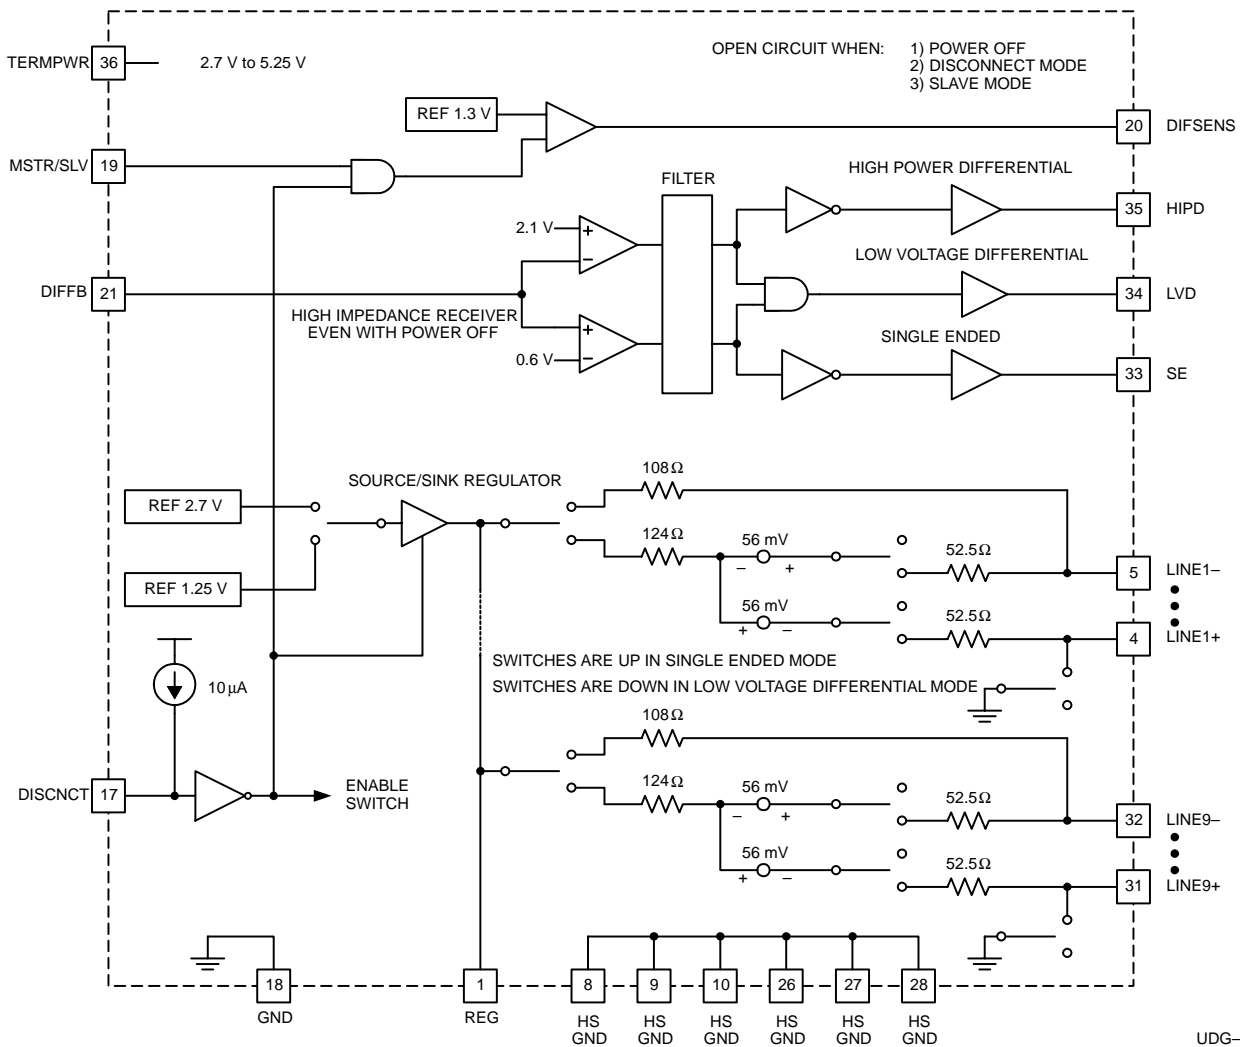 TERMPWR 36 2.7 V to 5.25 V
OPEN CIRCUIT WHEN: 1) POWER OFF
2) DISCONNECT MODE
3) SLAVE MODE
REF 1.3 V
20 DIFSENS
MSTR/SLV 19
FILTER
HIGH POWER DIFFERENTIAL
35 HIPD
2.1 V + −
LOW VOLTAGE DIFFERENTIAL
DIFFB 21
34 LVD
HIGH IMPEDANCE RECEIVER
EVEN WITH POWER OFF
+
0.6 V −
SINGLE ENDED
33 SE
SOURCE/SINK REGULATOR
108Ω
REF 2.7 V
124Ω
56 mV
− +
52.5Ω
REF 1.25 V
5 LINE1–
56 mV
+ −
52.5Ω
4 LINE1+
SWITCHES ARE UP IN SINGLE ENDED MODE
SWITCHES ARE DOWN IN LOW VOLTAGE DIFFERENTIAL MODE
10 µA
108Ω
DISCNCT 17
ENABLE
SWITCH
124Ω
56 mV
− +
52.5Ω
32 LINE9–
56 mV
+ −
52.5Ω
31 LINE9+
18 1 8 9 10 26 27 28
GND REG HS HS HS HS HS HS
GND GND GND GND GND GND
UDG–